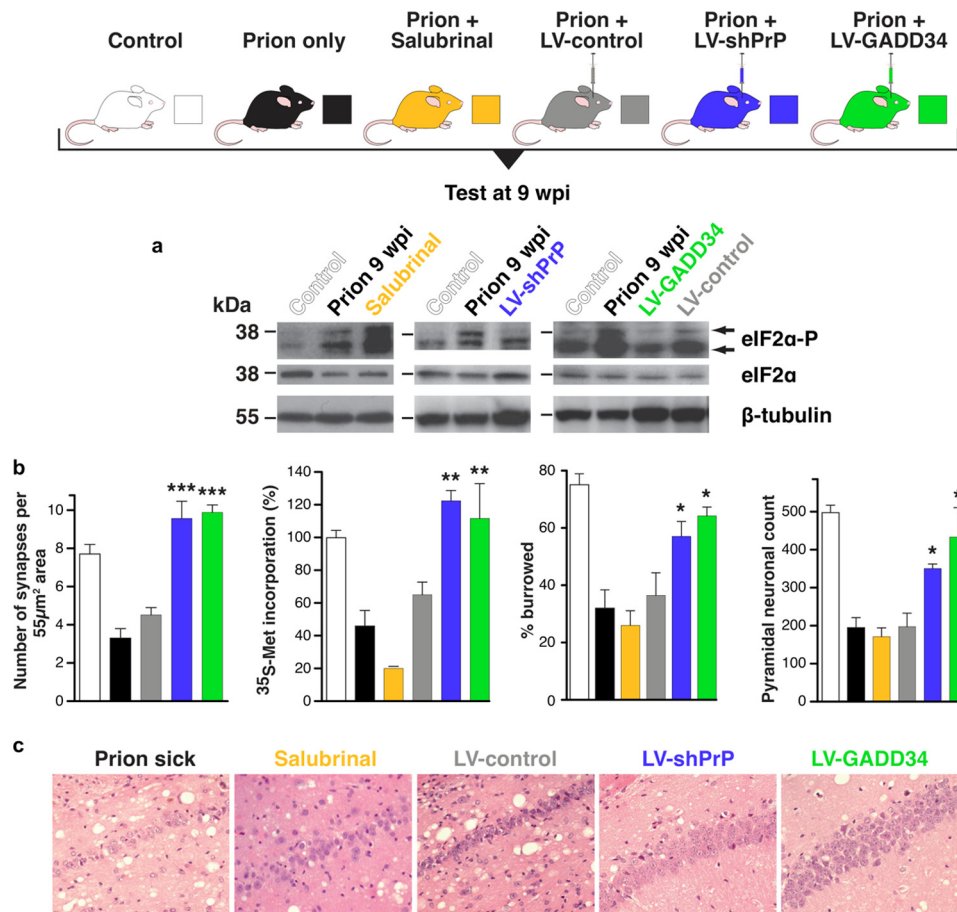 Control
Prion only
Prion +
Salubrinal
Prion +
LV-control
Prion +
LV-shPrP
Prion +
LV-GADD34
Test at 9 wpi
a
kDa
Control
Prion 9 wpi
Salubrinal
Control
Prion 9 wpi
LV-shPrP
Control
Prion 9 wpi
LV-GADD34
LV-control
38
eIF2α-P
38
eIF2α
55
β-tubulin
b
Number of synapses per
55µm² area
0
2
4
6
8
10
***
***
³⁵S-Met incorporation (%)
0
20
40
60
80
100
120
140
**
**
% burrowed
0
20
40
60
80
*
*
Pyramidal neuronal count
0
100
200
300
400
500
*
*
c
Prion sick
Salubrinal
LV-control
LV-shPrP
LV-GADD34